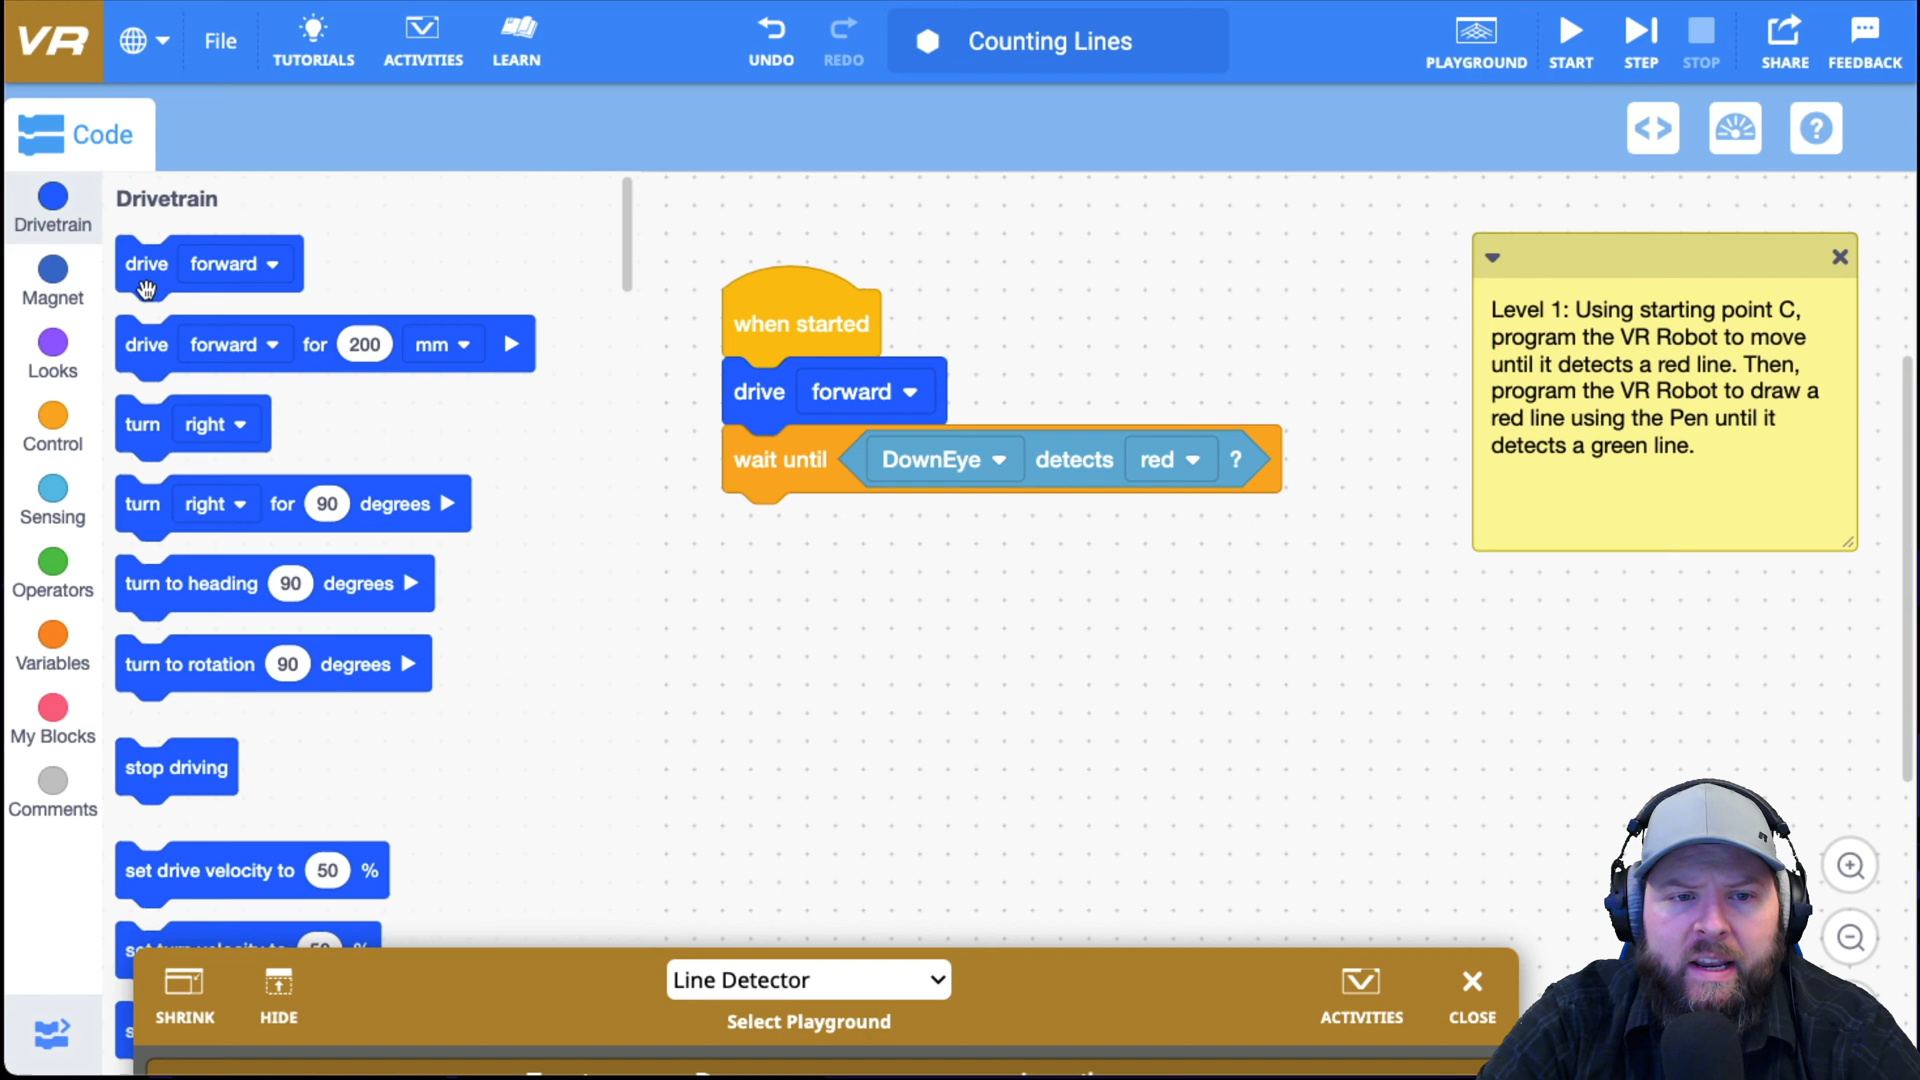 VR
File
TUTORIALS
ACTIVITIES
LEARN
UNDO
REDO
Counting Lines
PLAYGROUND
START
STEP
STOP
SHARE
FEEDBACK
Code
Drivetrain
Magnet
Looks
Control
Sensing
Operators
Variables
My Blocks
Comments
Drivetrain
drive forward
drive forward for 200 mm
turn right
turn right for 90 degrees
turn to heading 90 degrees
turn to rotation 90 degrees
stop driving
set drive velocity to 50 %
when started
drive forward
wait until DownEye detects red ?
Level 1: Using starting point C,
program the VR Robot to move
until it detects a red line. Then,
program the VR Robot to draw a
red line using the Pen until it
detects a green line.
SHRINK
HIDE
Line Detector
Select Playground
ACTIVITIES
CLOSE